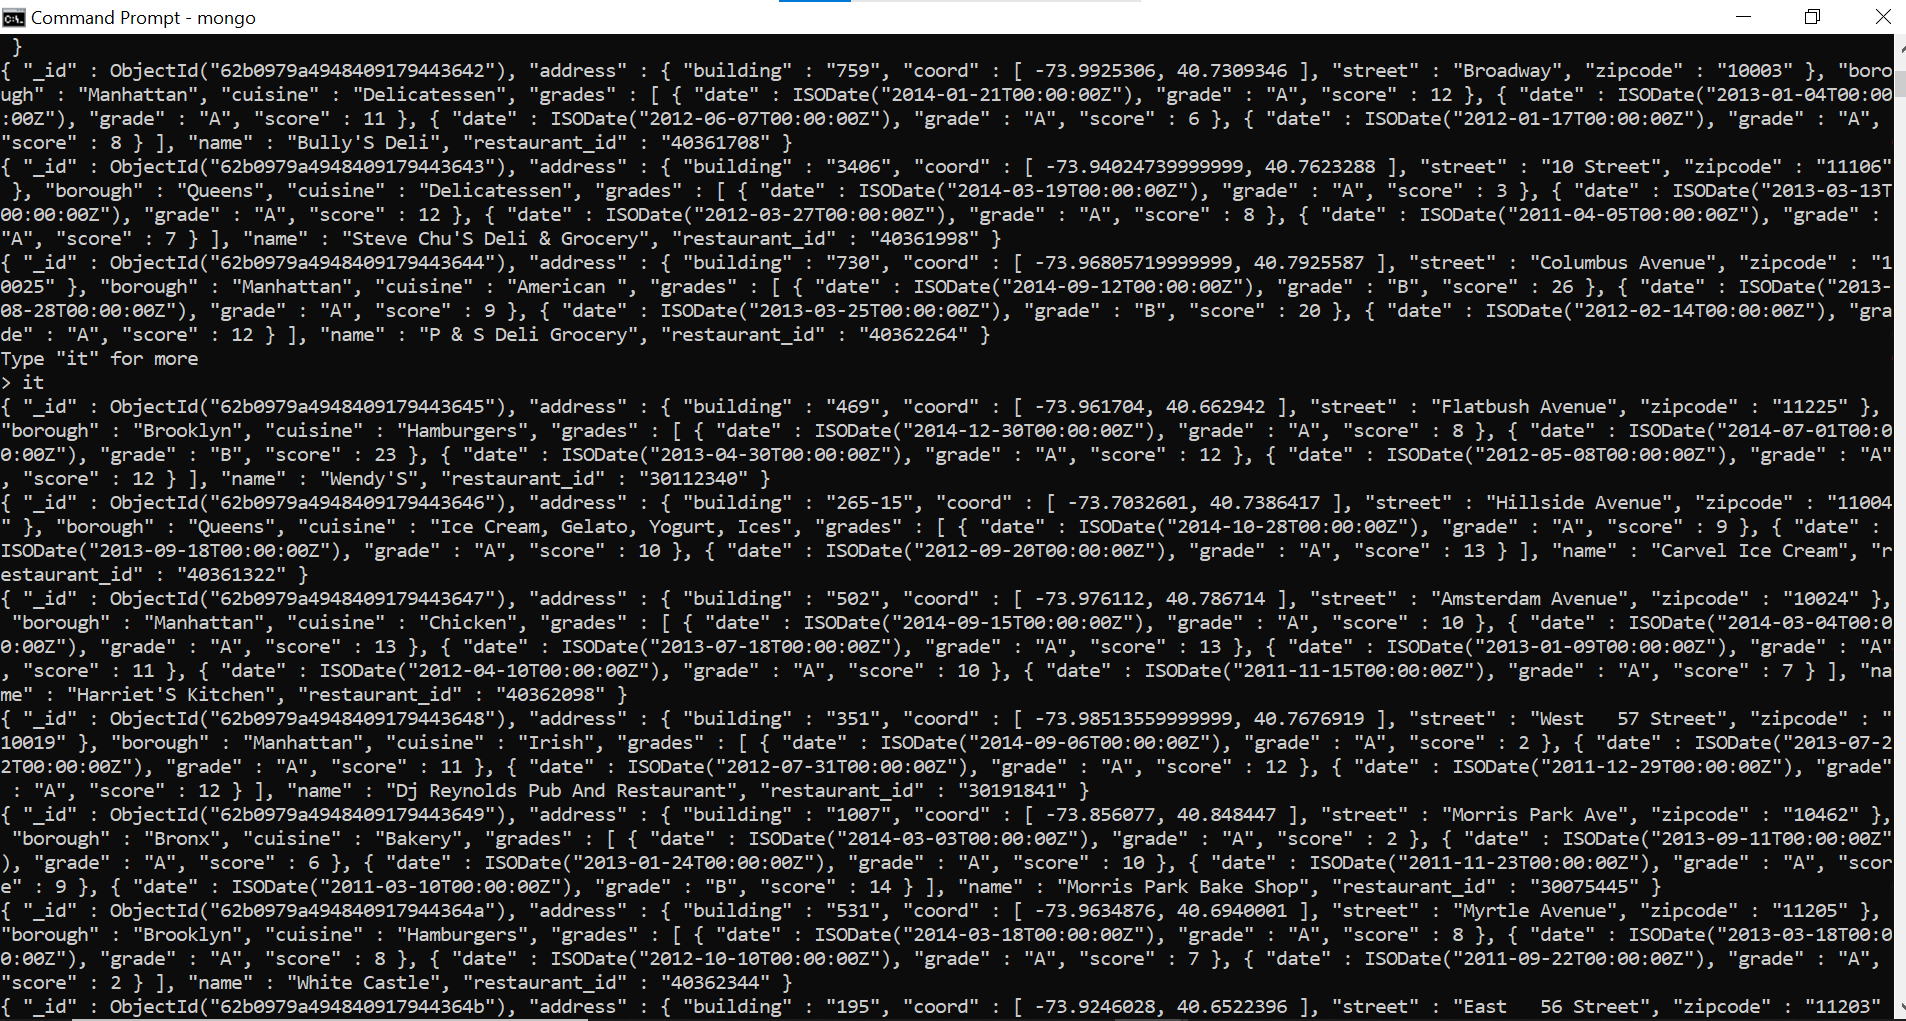 Command Prompt - mongo
 }
{ "_id" : ObjectId("62b0979a4948409179443642"), "address" : { "building" : "759", "coord" : [ -73.9925306, 40.7309346 ], "street" : "Broadway", "zipcode" : "10003" }, "boro
ugh" : "Manhattan", "cuisine" : "Delicatessen", "grades" : [ { "date" : ISODate("2014-01-21T00:00:00Z"), "grade" : "A", "score" : 12 }, { "date" : ISODate("2013-01-04T00:00
:00Z"), "grade" : "A", "score" : 11 }, { "date" : ISODate("2012-06-07T00:00:00Z"), "grade" : "A", "score" : 6 }, { "date" : ISODate("2012-01-17T00:00:00Z"), "grade" : "A",
"score" : 8 } ], "name" : "Bully'S Deli", "restaurant_id" : "40361708" }
{ "_id" : ObjectId("62b0979a4948409179443643"), "address" : { "building" : "3406", "coord" : [ -73.94024739999999, 40.7623288 ], "street" : "10 Street", "zipcode" : "11106"
 }, "borough" : "Queens", "cuisine" : "Delicatessen", "grades" : [ { "date" : ISODate("2014-03-19T00:00:00Z"), "grade" : "A", "score" : 3 }, { "date" : ISODate("2013-03-13T
00:00:00Z"), "grade" : "A", "score" : 12 }, { "date" : ISODate("2012-03-27T00:00:00Z"), "grade" : "A", "score" : 8 }, { "date" : ISODate("2011-04-05T00:00:00Z"), "grade" :
"A", "score" : 7 } ], "name" : "Steve Chu'S Deli & Grocery", "restaurant_id" : "40361998" }
{ "_id" : ObjectId("62b0979a4948409179443644"), "address" : { "building" : "730", "coord" : [ -73.96805719999999, 40.7925587 ], "street" : "Columbus Avenue", "zipcode" : "1
0025" }, "borough" : "Manhattan", "cuisine" : "American ", "grades" : [ { "date" : ISODate("2014-09-12T00:00:00Z"), "grade" : "B", "score" : 26 }, { "date" : ISODate("2013-
08-28T00:00:00Z"), "grade" : "A", "score" : 9 }, { "date" : ISODate("2013-03-25T00:00:00Z"), "grade" : "B", "score" : 20 }, { "date" : ISODate("2012-02-14T00:00:00Z"), "gra
de" : "A", "score" : 12 } ], "name" : "P & S Deli Grocery", "restaurant_id" : "40362264" }
Type "it" for more
> it
{ "_id" : ObjectId("62b0979a4948409179443645"), "address" : { "building" : "469", "coord" : [ -73.961704, 40.662942 ], "street" : "Flatbush Avenue", "zipcode" : "11225" },
"borough" : "Brooklyn", "cuisine" : "Hamburgers", "grades" : [ { "date" : ISODate("2014-12-30T00:00:00Z"), "grade" : "A", "score" : 8 }, { "date" : ISODate("2014-07-01T00:0
0:00Z"), "grade" : "B", "score" : 23 }, { "date" : ISODate("2013-04-30T00:00:00Z"), "grade" : "A", "score" : 12 }, { "date" : ISODate("2012-05-08T00:00:00Z"), "grade" : "A"
, "score" : 12 } ], "name" : "Wendy'S", "restaurant_id" : "30112340" }
{ "_id" : ObjectId("62b0979a4948409179443646"), "address" : { "building" : "265-15", "coord" : [ -73.7032601, 40.7386417 ], "street" : "Hillside Avenue", "zipcode" : "11004
" }, "borough" : "Queens", "cuisine" : "Ice Cream, Gelato, Yogurt, Ices", "grades" : [ { "date" : ISODate("2014-10-28T00:00:00Z"), "grade" : "A", "score" : 9 }, { "date" :
ISODate("2013-09-18T00:00:00Z"), "grade" : "A", "score" : 10 }, { "date" : ISODate("2012-09-20T00:00:00Z"), "grade" : "A", "score" : 13 } ], "name" : "Carvel Ice Cream", "r
estaurant_id" : "40361322" }
{ "_id" : ObjectId("62b0979a4948409179443647"), "address" : { "building" : "502", "coord" : [ -73.976112, 40.786714 ], "street" : "Amsterdam Avenue", "zipcode" : "10024" },
 "borough" : "Manhattan", "cuisine" : "Chicken", "grades" : [ { "date" : ISODate("2014-09-15T00:00:00Z"), "grade" : "A", "score" : 10 }, { "date" : ISODate("2014-03-04T00:0
0:00Z"), "grade" : "A", "score" : 13 }, { "date" : ISODate("2013-07-18T00:00:00Z"), "grade" : "A", "score" : 13 }, { "date" : ISODate("2013-01-09T00:00:00Z"), "grade" : "A"
, "score" : 11 }, { "date" : ISODate("2012-04-10T00:00:00Z"), "grade" : "A", "score" : 10 }, { "date" : ISODate("2011-11-15T00:00:00Z"), "grade" : "A", "score" : 7 } ], "na
me" : "Harriet'S Kitchen", "restaurant_id" : "40362098" }
{ "_id" : ObjectId("62b0979a4948409179443648"), "address" : { "building" : "351", "coord" : [ -73.98513559999999, 40.7676919 ], "street" : "West   57 Street", "zipcode" : "
10019" }, "borough" : "Manhattan", "cuisine" : "Irish", "grades" : [ { "date" : ISODate("2014-09-06T00:00:00Z"), "grade" : "A", "score" : 2 }, { "date" : ISODate("2013-07-2
2T00:00:00Z"), "grade" : "A", "score" : 11 }, { "date" : ISODate("2012-07-31T00:00:00Z"), "grade" : "A", "score" : 12 }, { "date" : ISODate("2011-12-29T00:00:00Z"), "grade"
 : "A", "score" : 12 } ], "name" : "Dj Reynolds Pub And Restaurant", "restaurant_id" : "30191841" }
{ "_id" : ObjectId("62b0979a4948409179443649"), "address" : { "building" : "1007", "coord" : [ -73.856077, 40.848447 ], "street" : "Morris Park Ave", "zipcode" : "10462" },
 "borough" : "Bronx", "cuisine" : "Bakery", "grades" : [ { "date" : ISODate("2014-03-03T00:00:00Z"), "grade" : "A", "score" : 2 }, { "date" : ISODate("2013-09-11T00:00:00Z"
), "grade" : "A", "score" : 6 }, { "date" : ISODate("2013-01-24T00:00:00Z"), "grade" : "A", "score" : 10 }, { "date" : ISODate("2011-11-23T00:00:00Z"), "grade" : "A", "scor
e" : 9 }, { "date" : ISODate("2011-03-10T00:00:00Z"), "grade" : "B", "score" : 14 } ], "name" : "Morris Park Bake Shop", "restaurant_id" : "30075445" }
{ "_id" : ObjectId("62b0979a494840917944364a"), "address" : { "building" : "531", "coord" : [ -73.9634876, 40.6940001 ], "street" : "Myrtle Avenue", "zipcode" : "11205" },
"borough" : "Brooklyn", "cuisine" : "Hamburgers", "grades" : [ { "date" : ISODate("2014-03-18T00:00:00Z"), "grade" : "A", "score" : 8 }, { "date" : ISODate("2013-03-18T00:0
0:00Z"), "grade" : "A", "score" : 8 }, { "date" : ISODate("2012-10-10T00:00:00Z"), "grade" : "A", "score" : 7 }, { "date" : ISODate("2011-09-22T00:00:00Z"), "grade" : "A",
"score" : 2 } ], "name" : "White Castle", "restaurant_id" : "40362344" }
{ "_id" : ObjectId("62b0979a494840917944364b"), "address" : { "building" : "195", "coord" : [ -73.9246028, 40.6522396 ], "street" : "East   56 Street", "zipcode" : "11203"